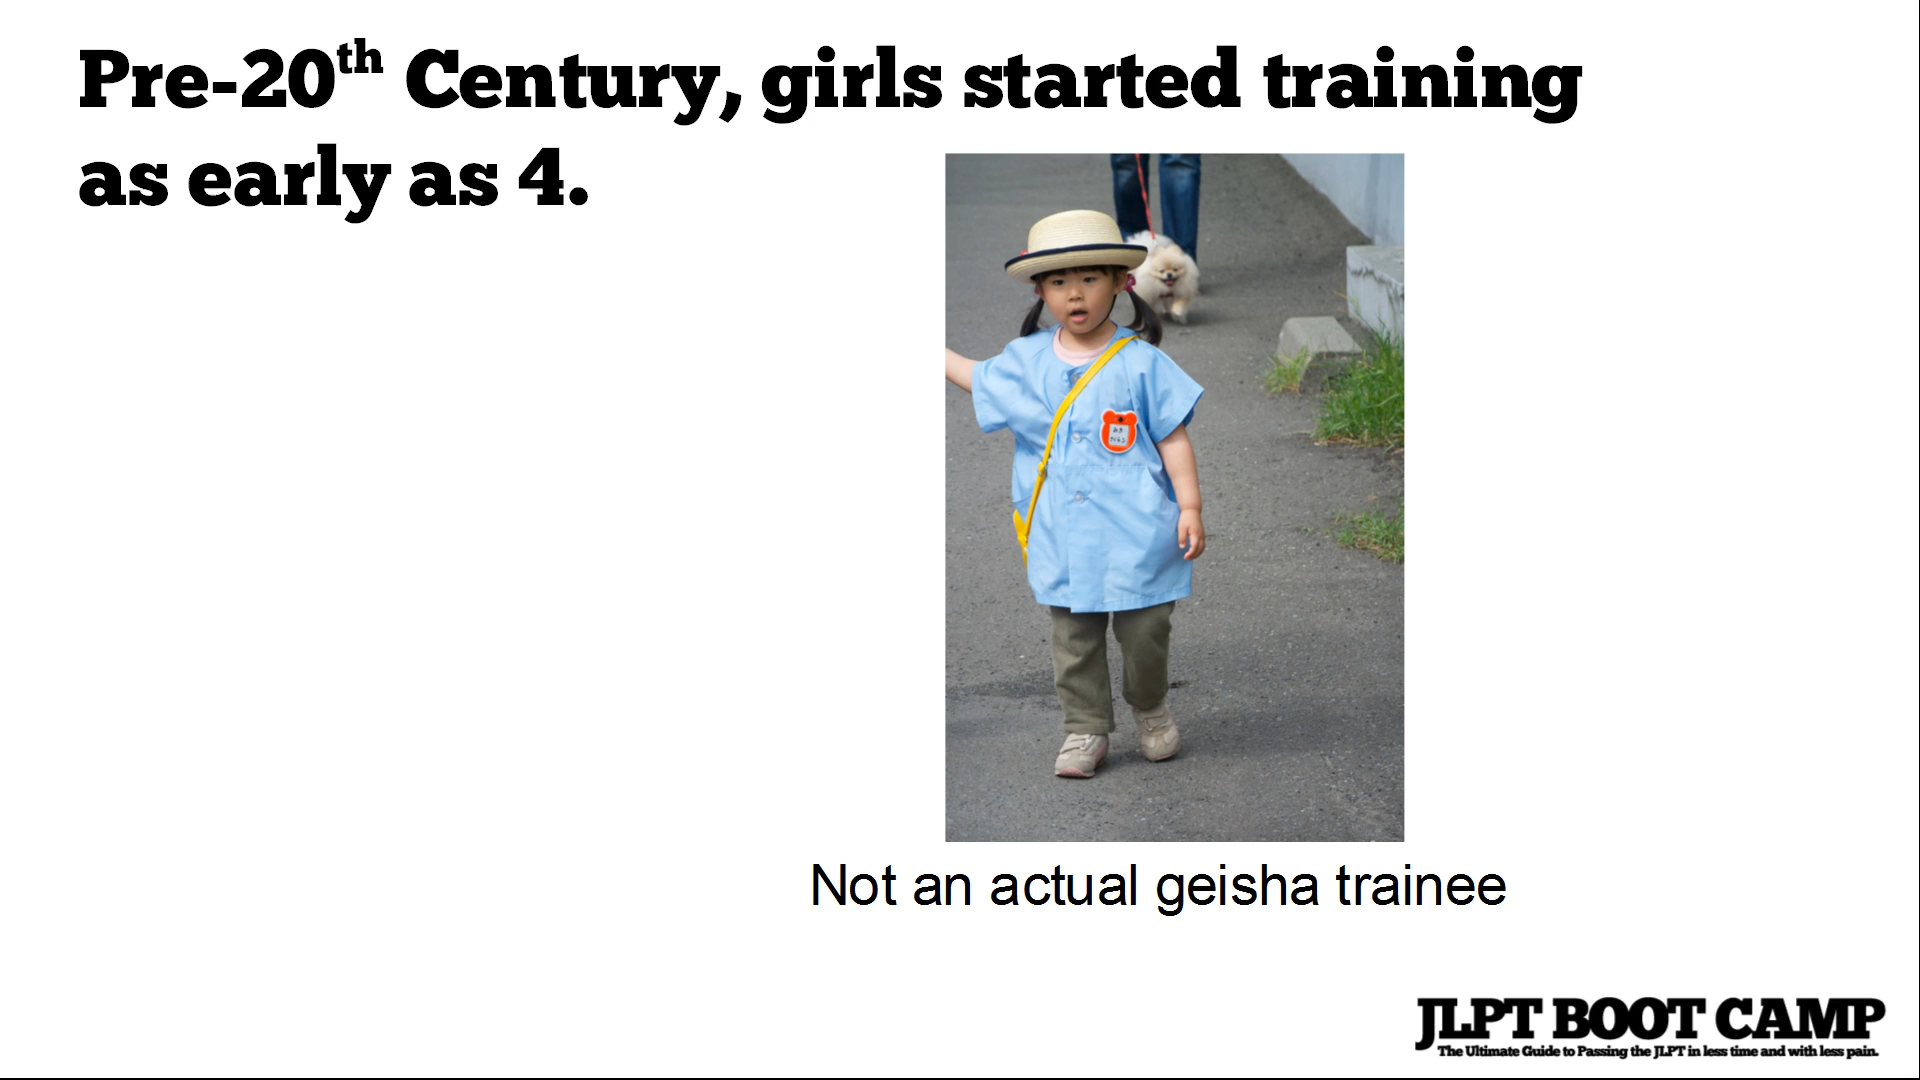 Pre-20th Century, girls started training
as early as 4.
Not an actual geisha trainee
JLPT BOOT CAMP
The Ultimate Guide to Passing the JLPT in less time and with less pain.